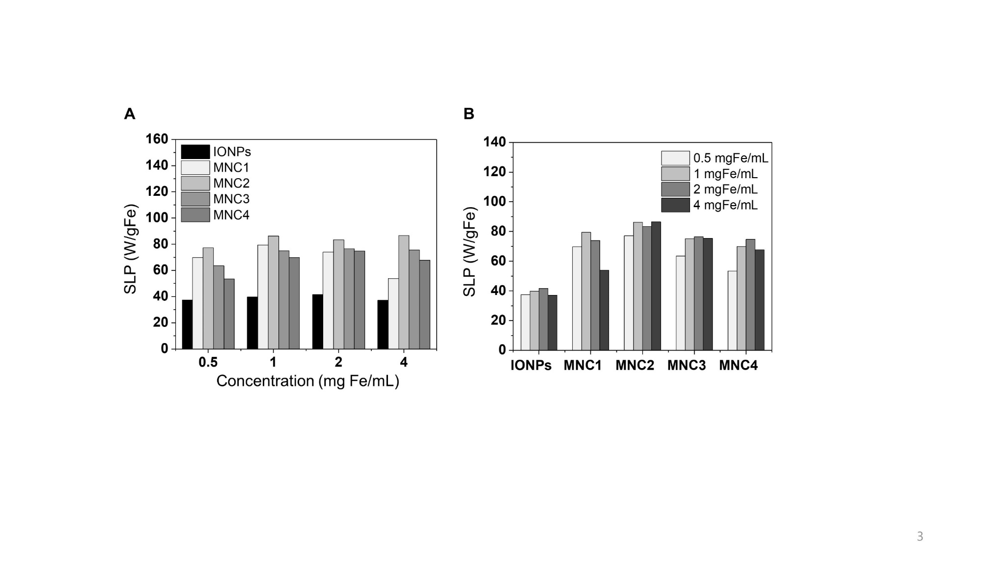 A
160
140
120
100
80
60
40
20
0
SLP (W/gFe)
IONPs
MNC1
MNC2
MNC3
MNC4
0.5 1 2 4
Concentration (mg Fe/mL)
B
140
120
100
80
60
40
20
0
SLP (W/gFe)
0.5 mgFe/mL
1 mgFe/mL
2 mgFe/mL
4 mgFe/mL
IONPs MNC1 MNC2 MNC3 MNC4
3